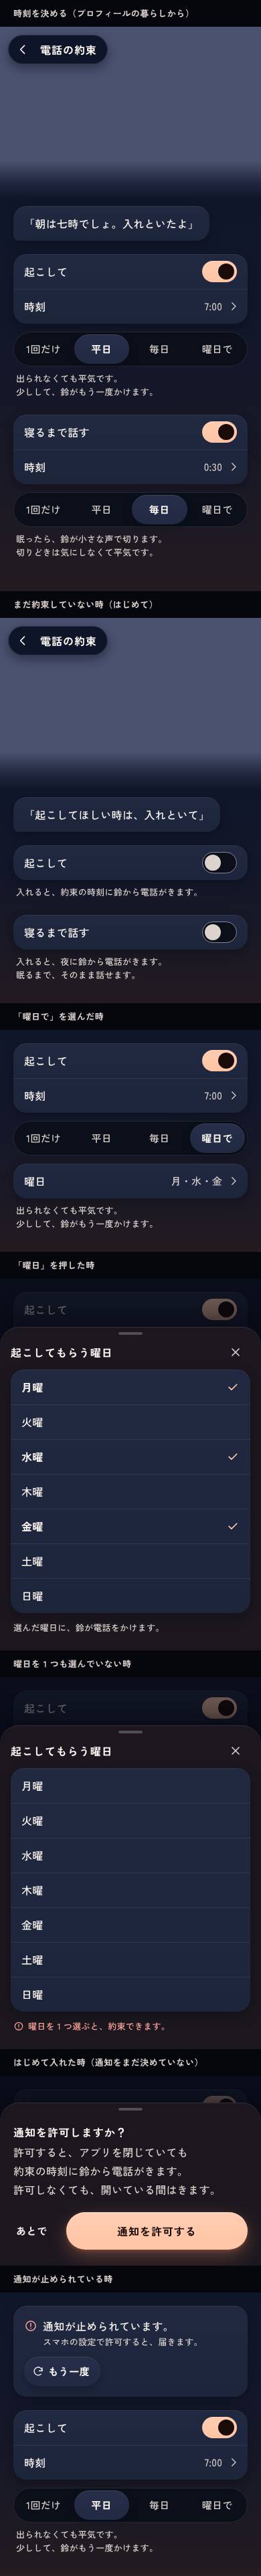 時刻を決める（プロフィールの暮らしから）
電話の約束
「朝は七時でしょ。入れといたよ」
起こして
時刻 7:00
1回だけ 平日 毎日 曜日で
出られなくても平気です。
少しして、鈴がもう一度かけます。
寝るまで話す
時刻 0:30
1回だけ 平日 毎日 曜日で
眠ったら、鈴が小さな声で切ります。
切りどきは気にしなくて平気です。
まだ約束していない時（はじめて）
電話の約束
「起こしてほしい時は、入れといて」
起こして
入れると、約束の時刻に鈴から電話がきます。
寝るまで話す
入れると、夜に鈴から電話がきます。
眠るまで、そのまま話せます。
「曜日で」を選んだ時
起こして
時刻 7:00
1回だけ 平日 毎日 曜日で
曜日 月・水・金
出られなくても平気です。
少しして、鈴がもう一度かけます。
「曜日」を押した時
起こして
起こしてもらう曜日
月曜
火曜
水曜
木曜
金曜
土曜
日曜
選んだ曜日に、鈴が電話をかけます。
曜日を1つも選んでいない時
起こして
起こしてもらう曜日
月曜
火曜
水曜
木曜
金曜
土曜
日曜
曜日を1つ選ぶと、約束できます。
はじめて入れた時（通知をまだ決めていない）
通知を許可しますか？
許可すると、アプリを閉じていても
約束の時刻に鈴から電話がきます。
許可しなくても、開いている間はきます。
あとで 通知を許可する
通知が止められている時
通知が止められています。
スマホの設定で許可すると、届きます。
もう一度
起こして
時刻 7:00
1回だけ 平日 毎日 曜日で
出られなくても平気です。
少しして、鈴がもう一度かけます。